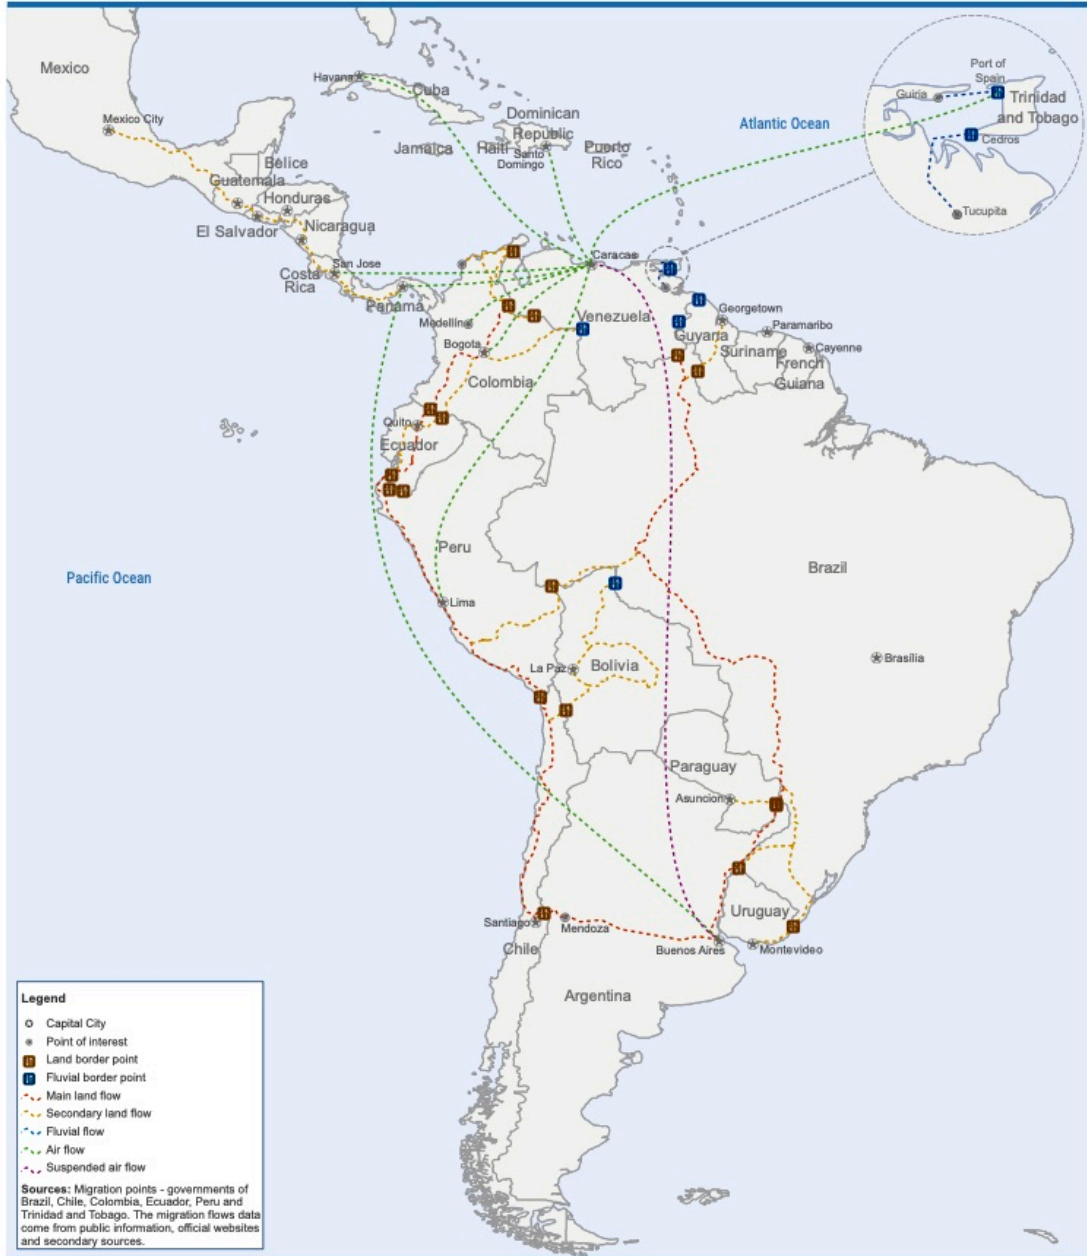 Mexico
Havana
Cuba
Port of
Spain
Guiria
Trinidad
and Tobago
Cedros
Tucupita
Mexico City
Dominican
Republic
Atlantic Ocean
Jamaica
Haiti
Santo
Domingo
Puerto
Rico
Belice
Guatemala
Honduras
El Salvador
Nicaragua
San Jose
Costa
Rica
Panamá
Caracas
Medellín
Bogota
Venezuela
Georgetown
Guyana
Paramaribo
Suriname
Cayenne
French
Guiana
Colombia
Quito
Ecuador
Peru
Pacific Ocean
Brazil
Lima
Brasília
La Paz
Bolivia
Paraguay
Asuncion
Uruguay
Santiago
Mendoza
Chile
Buenos Aires
Montevideo
Argentina
Legend
Capital City
Point of interest
Land border point
Fluvial border point
Main land flow
Secondary land flow
Fluvial flow
Air flow
Suspended air flow
Sources: Migration points - governments of
Brazil, Chile, Colombia, Ecuador, Peru and
Trinidad and Tobago. The migration flows data
come from public information, official websites
and secondary sources.